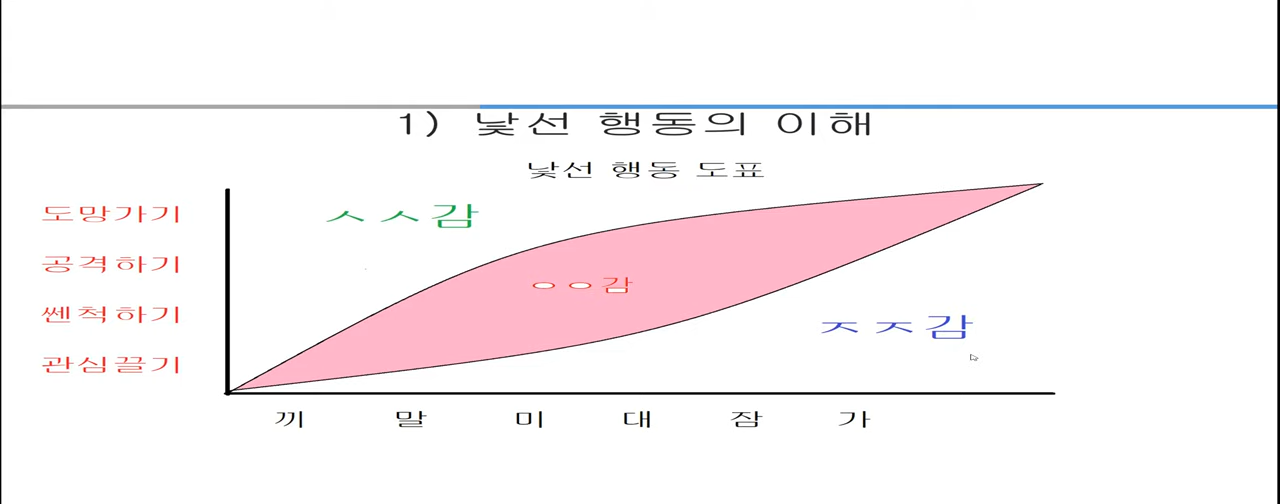 1) 낯선 행동의 이해
낯선 행동 도표
도망가기
ㅅㅅ감
공격하기
ㅇㅇ감
쎈척하기
ㅈㅈ감
관심끌기
끼 말 미 대 잠 가